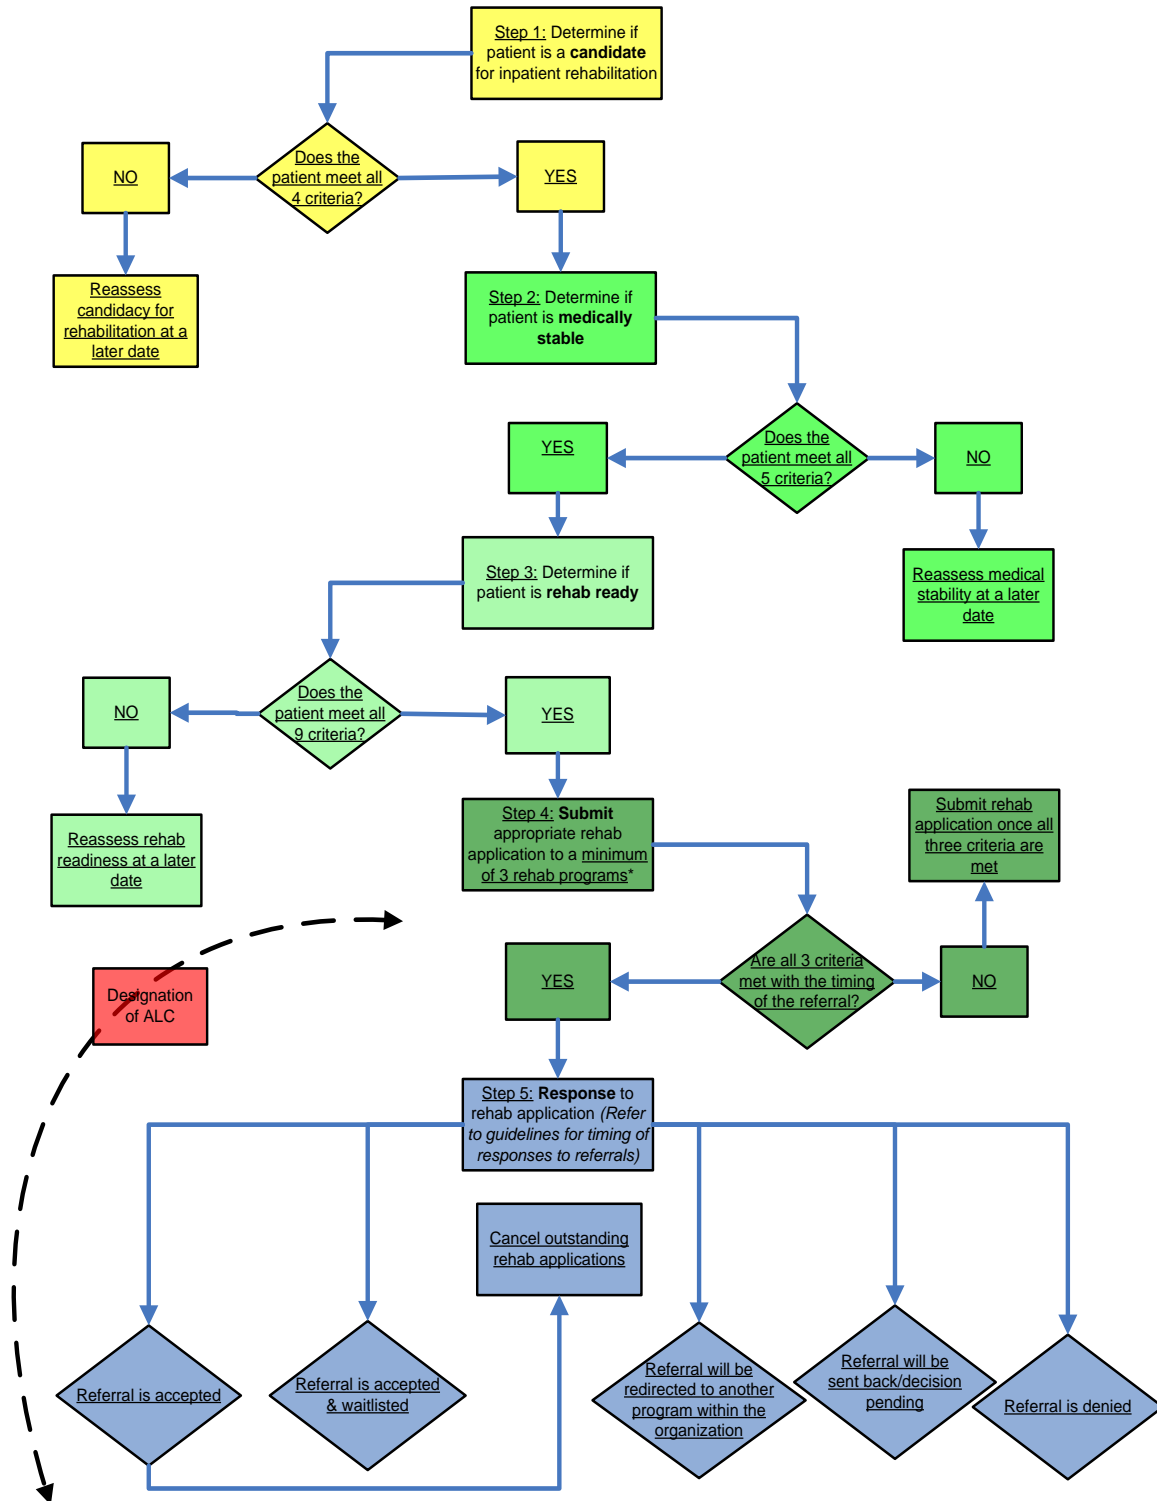 Step 1: Determine if
patient is a candidate
for inpatient rehabilitation
Does the
patient meet all
4 criteria?
NO
YES
Reassess
candidacy for
rehabilitation at a
later date
Step 2: Determine if
patient is medically
stable
Does the
patient meet all
5 criteria?
YES
NO
Reassess medical
stability at a later
date
Step 3: Determine if
patient is rehab ready
Does the
patient meet all
9 criteria?
NO
YES
Reassess rehab
readiness at a later
date
Step 4: Submit
appropriate rehab
application to a minimum
of 3 rehab programs*
Submit rehab
application once all
three criteria are
met
Are all 3 criteria
met with the timing
of the referral?
YES
NO
Designation
of ALC
Step 5: Response to
rehab application (Refer
to guidelines for timing of
responses to referrals)
Cancel outstanding
rehab applications
Referral is accepted
Referral is accepted
& waitlisted
Referral will be
redirected to another
program within the
organization
Referral will be
sent back/decision
pending
Referral is denied